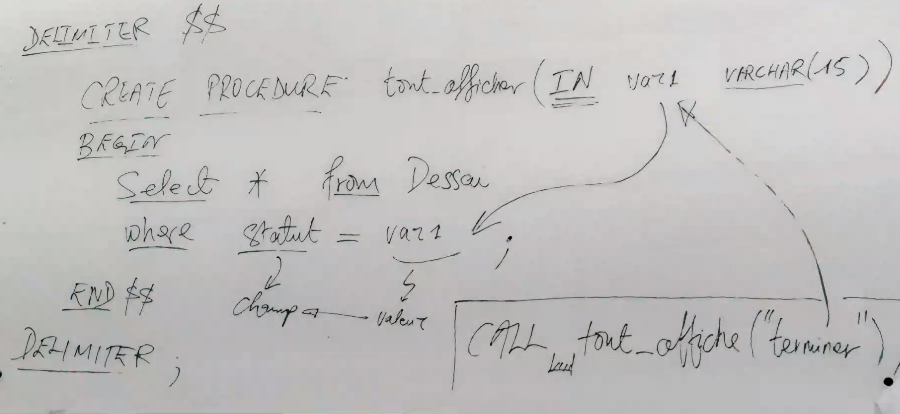 DELIMITER $$
CREATE PROCEDURE tout_afficher (IN var1 VARCHAR(15))
BEGIN
Select * from Dessau
where statut = var1 ;
champ valeur
END $$
DELIMITER ;
CALL tout_affiche ("terminer")